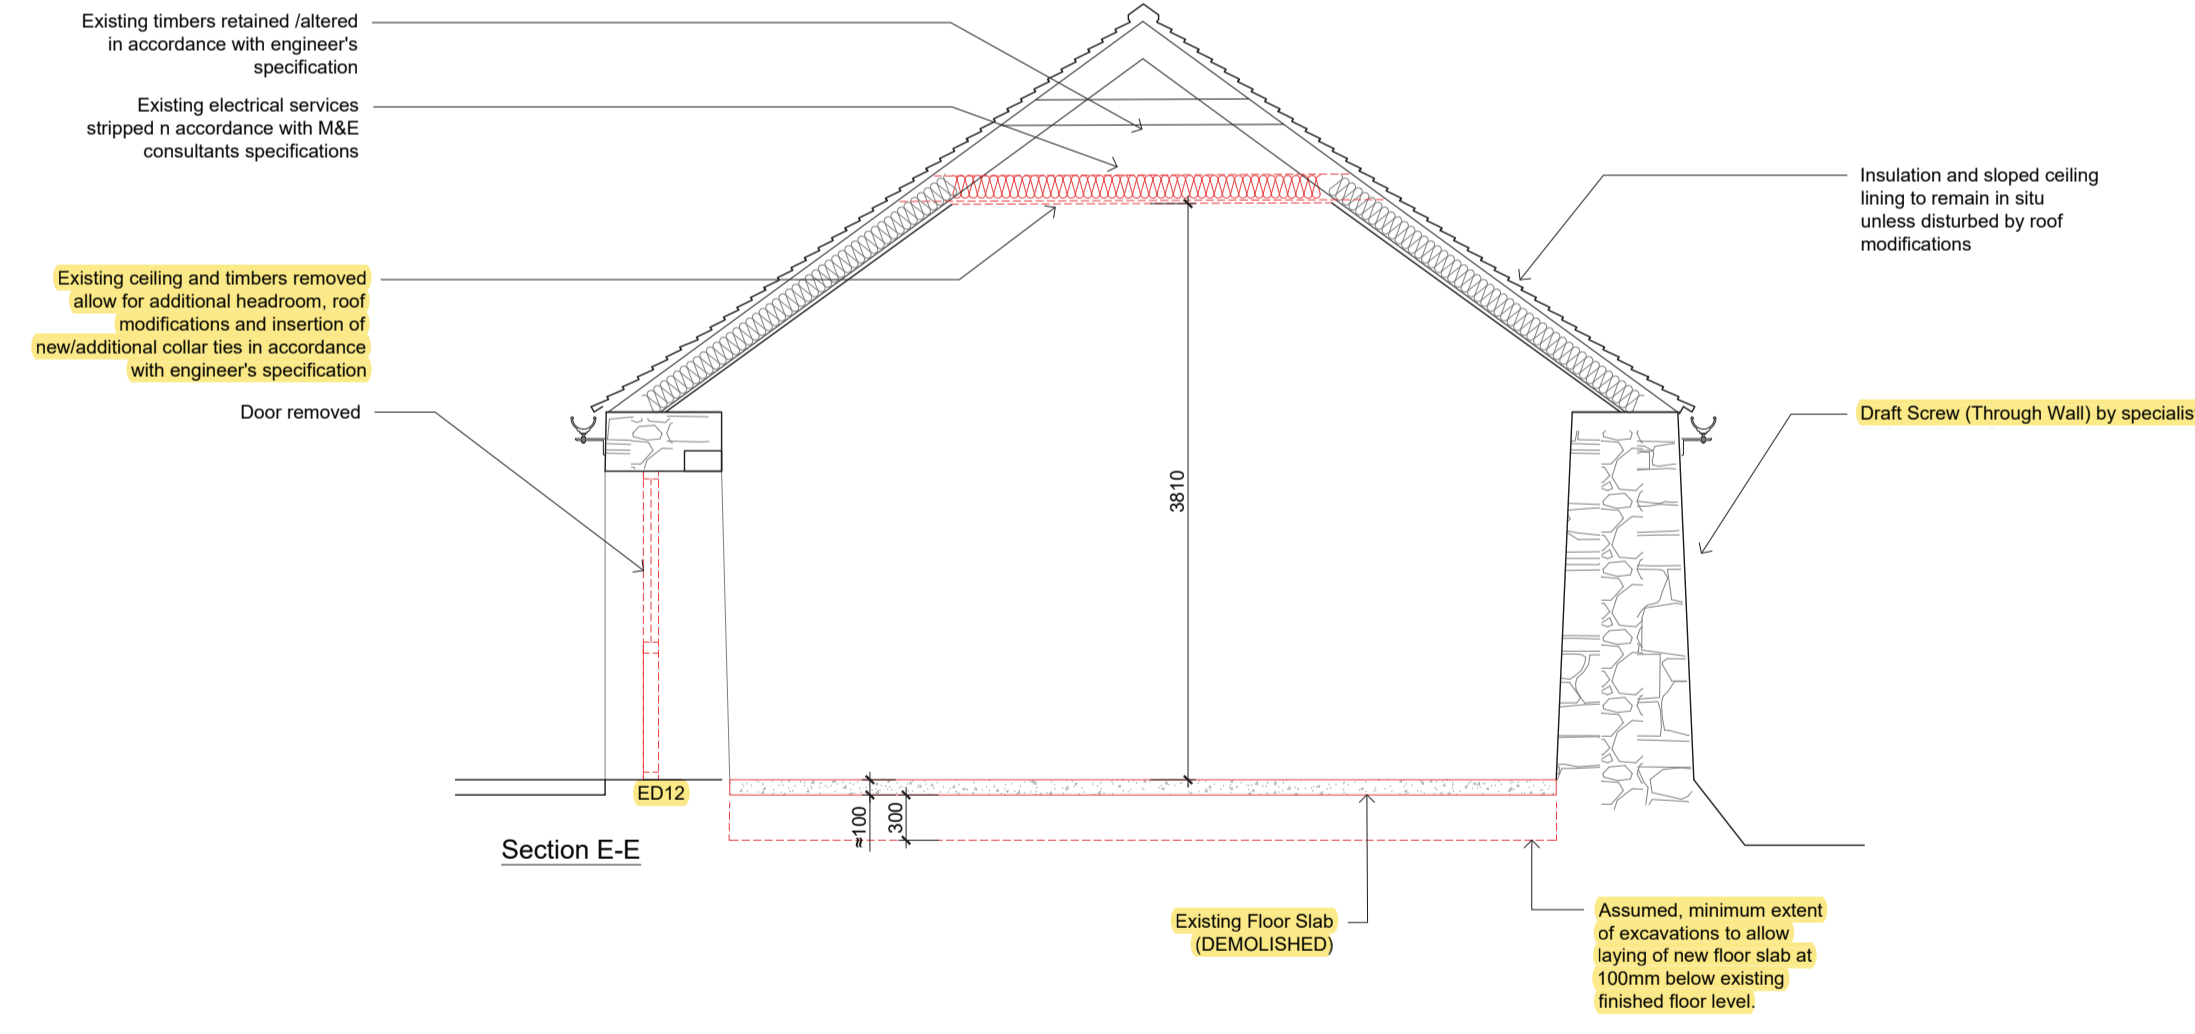 Existing timbers retained /altered
in accordance with engineer's
specification
Existing electrical services
stripped n accordance with M&E
consultants specifications
Insulation and sloped ceiling
lining to remain in situ
unless disturbed by roof
modifications
Existing ceiling and timbers removed
allow for additional headroom, roof
modifications and insertion of
new/additional collar ties in accordance
with engineer's specification
Door removed
Draft Screw (Through Wall) by specialis
3810
ED12
≈100
300
Section E-E
Existing Floor Slab
(DEMOLISHED)
Assumed, minimum extent
of excavations to allow
laying of new floor slab at
100mm below existing
finished floor level.